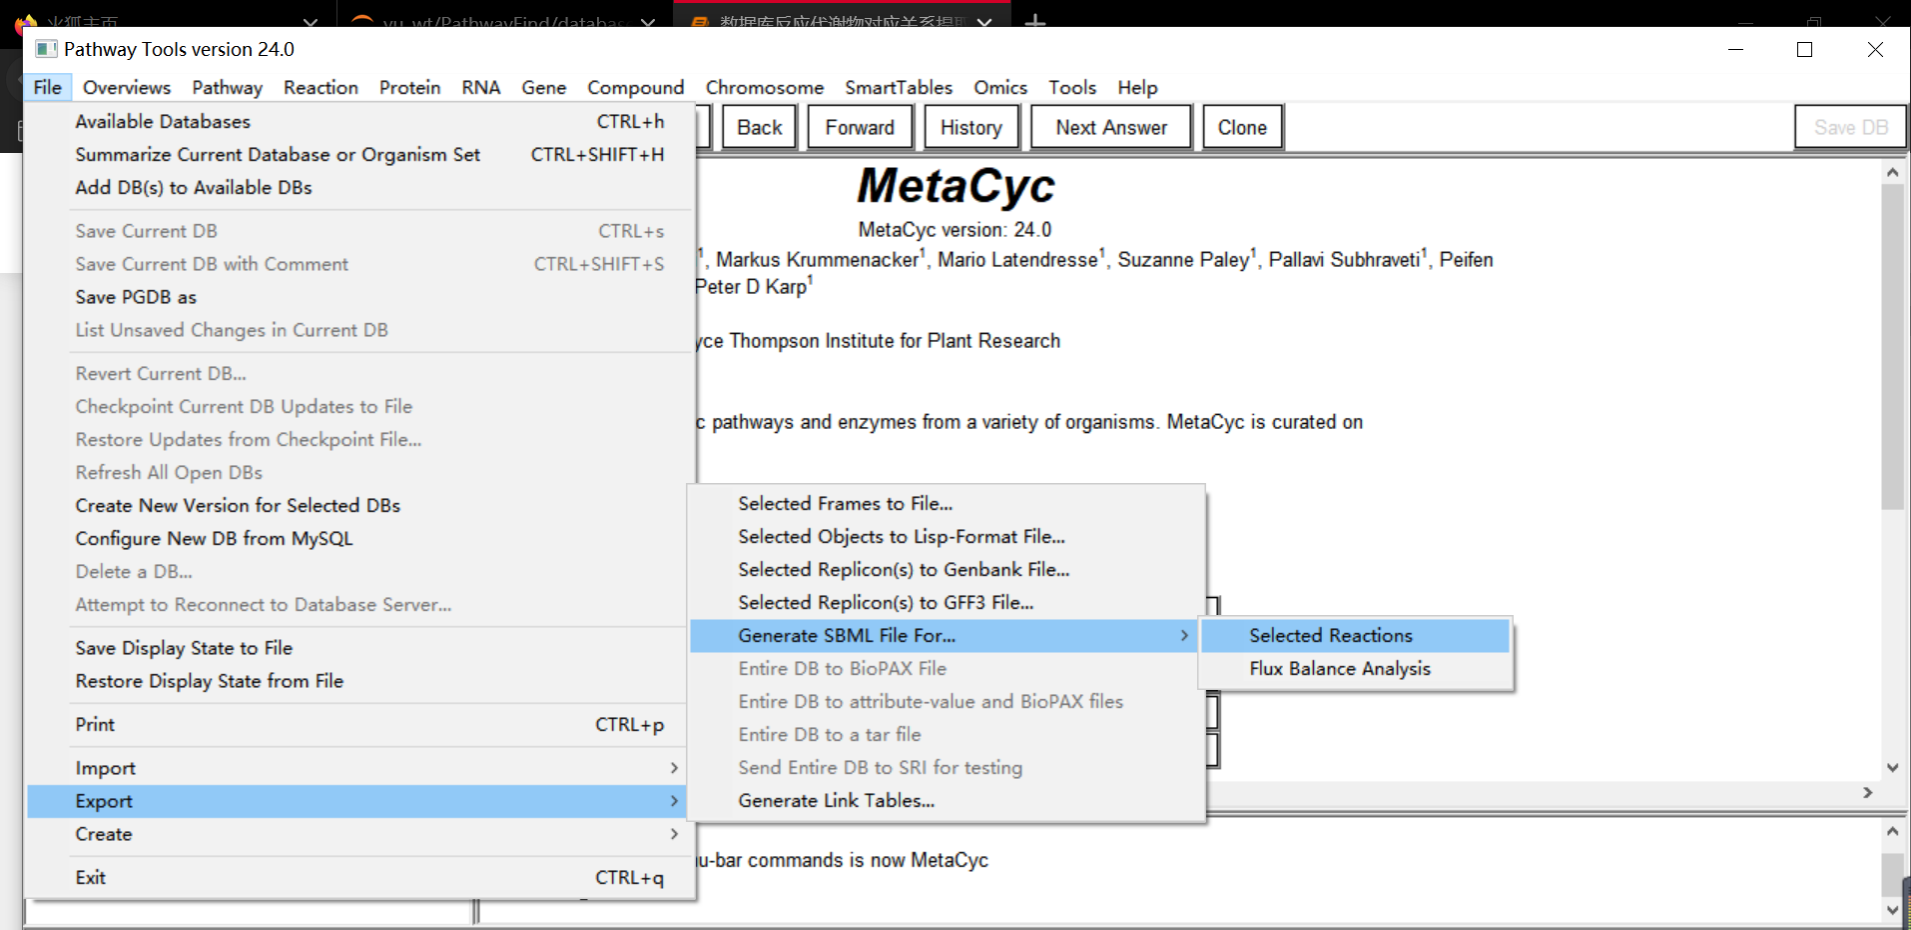 火狐主页
yu_wt/PathwayFind/databas
数据库反应代谢物对应关系提取
Pathway Tools version 24.0
File Overviews Pathway Reaction Protein RNA Gene Compound Chromosome SmartTables Omics Tools Help
Back Forward History Next Answer Clone Save DB
Available Databases CTRL+h
Summarize Current Database or Organism Set CTRL+SHIFT+H
Add DB(s) to Available DBs
Save Current DB CTRL+s
Save Current DB with Comment CTRL+SHIFT+S
Save PGDB as
List Unsaved Changes in Current DB
Revert Current DB...
Checkpoint Current DB Updates to File
Restore Updates from Checkpoint File...
Refresh All Open DBs
Create New Version for Selected DBs
Configure New DB from MySQL
Delete a DB...
Attempt to Reconnect to Database Server...
Save Display State to File
Restore Display State from File
Print CTRL+p
Import
Export
Create
Exit CTRL+q
MetaCyc
MetaCyc version: 24.0
¹, Markus Krummenacker¹, Mario Latendresse¹, Suzanne Paley¹, Pallavi Subhraveti¹, Peifen
Peter D Karp¹
yce Thompson Institute for Plant Research
c pathways and enzymes from a variety of organisms. MetaCyc is curated on
Selected Frames to File...
Selected Objects to Lisp-Format File...
Selected Replicon(s) to Genbank File...
Selected Replicon(s) to GFF3 File...
Generate SBML File For...
Entire DB to BioPAX File
Entire DB to attribute-value and BioPAX files
Entire DB to a tar file
Send Entire DB to SRI for testing
Generate Link Tables...
Selected Reactions
Flux Balance Analysis
u-bar commands is now MetaCyc